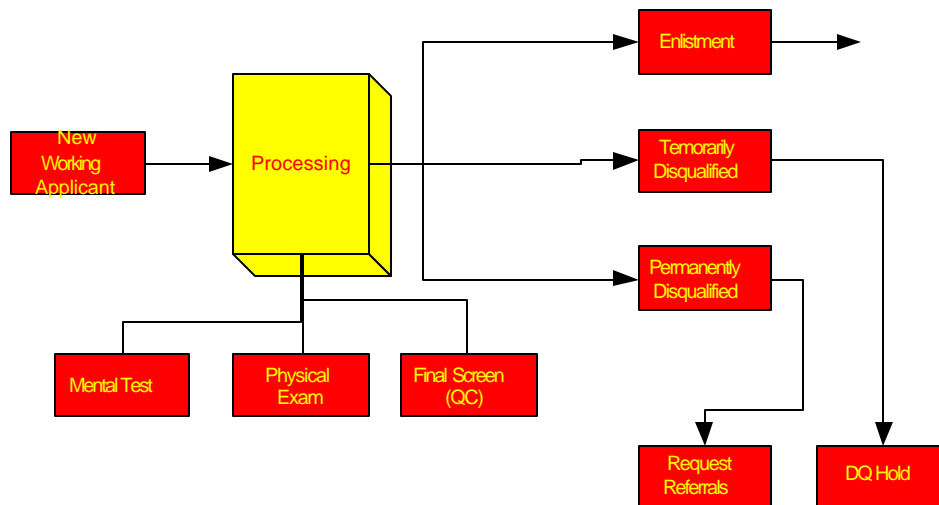 Enlistment
New
Working
Applicant
Processing
Temorarily
Disqualified
Permanently
Disqualified
Mental Test
Physical
Exam
Final Screen
(QC)
Request
Referrals
DQ Hold